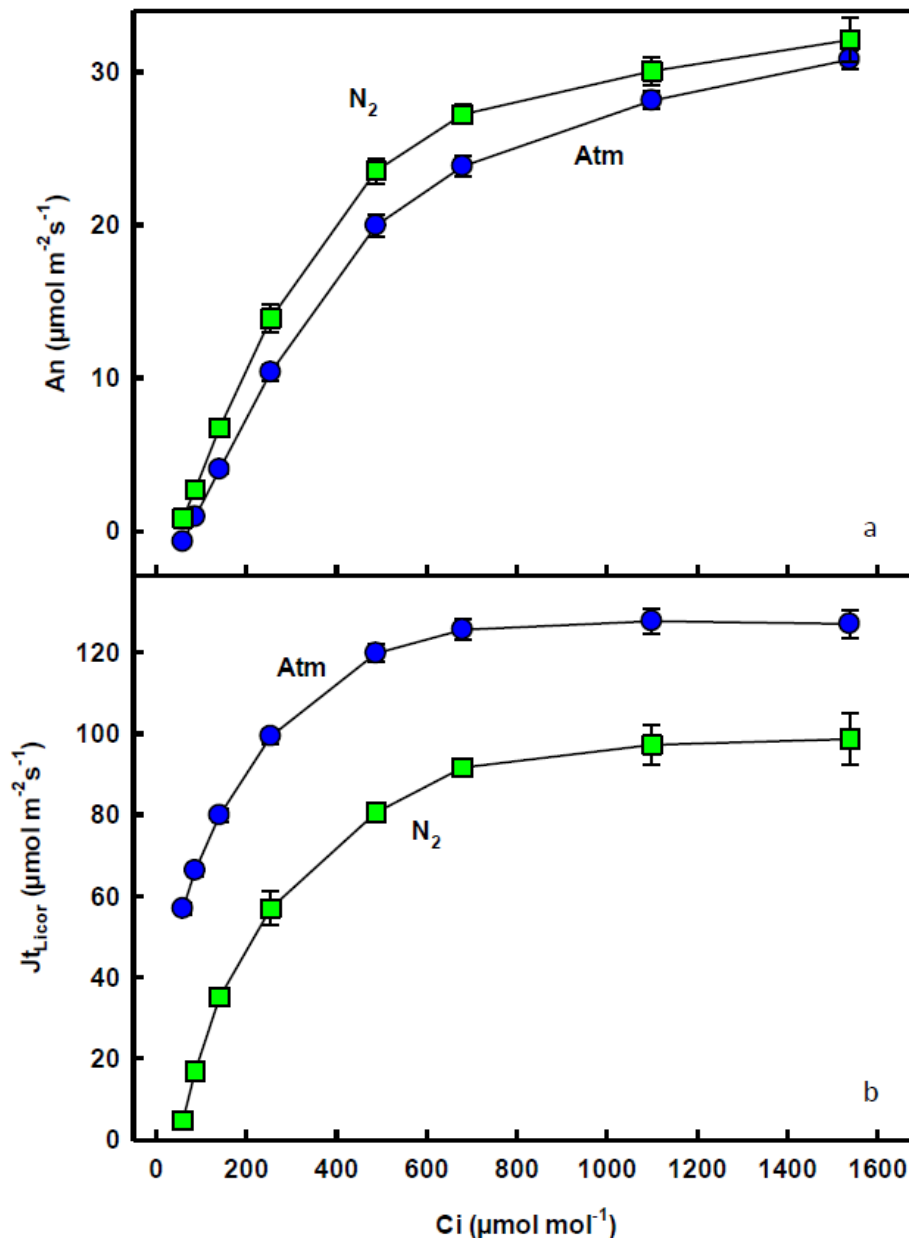 30
20
10
0
An (µmol m⁻²s⁻¹)
N₂
Atm
a
120
100
80
60
40
20
0
Jt_Licor (µmol m⁻²s⁻¹)
Atm
N₂
b
0 200 400 600 800 1000 1200 1400 1600
Ci (µmol mol⁻¹)